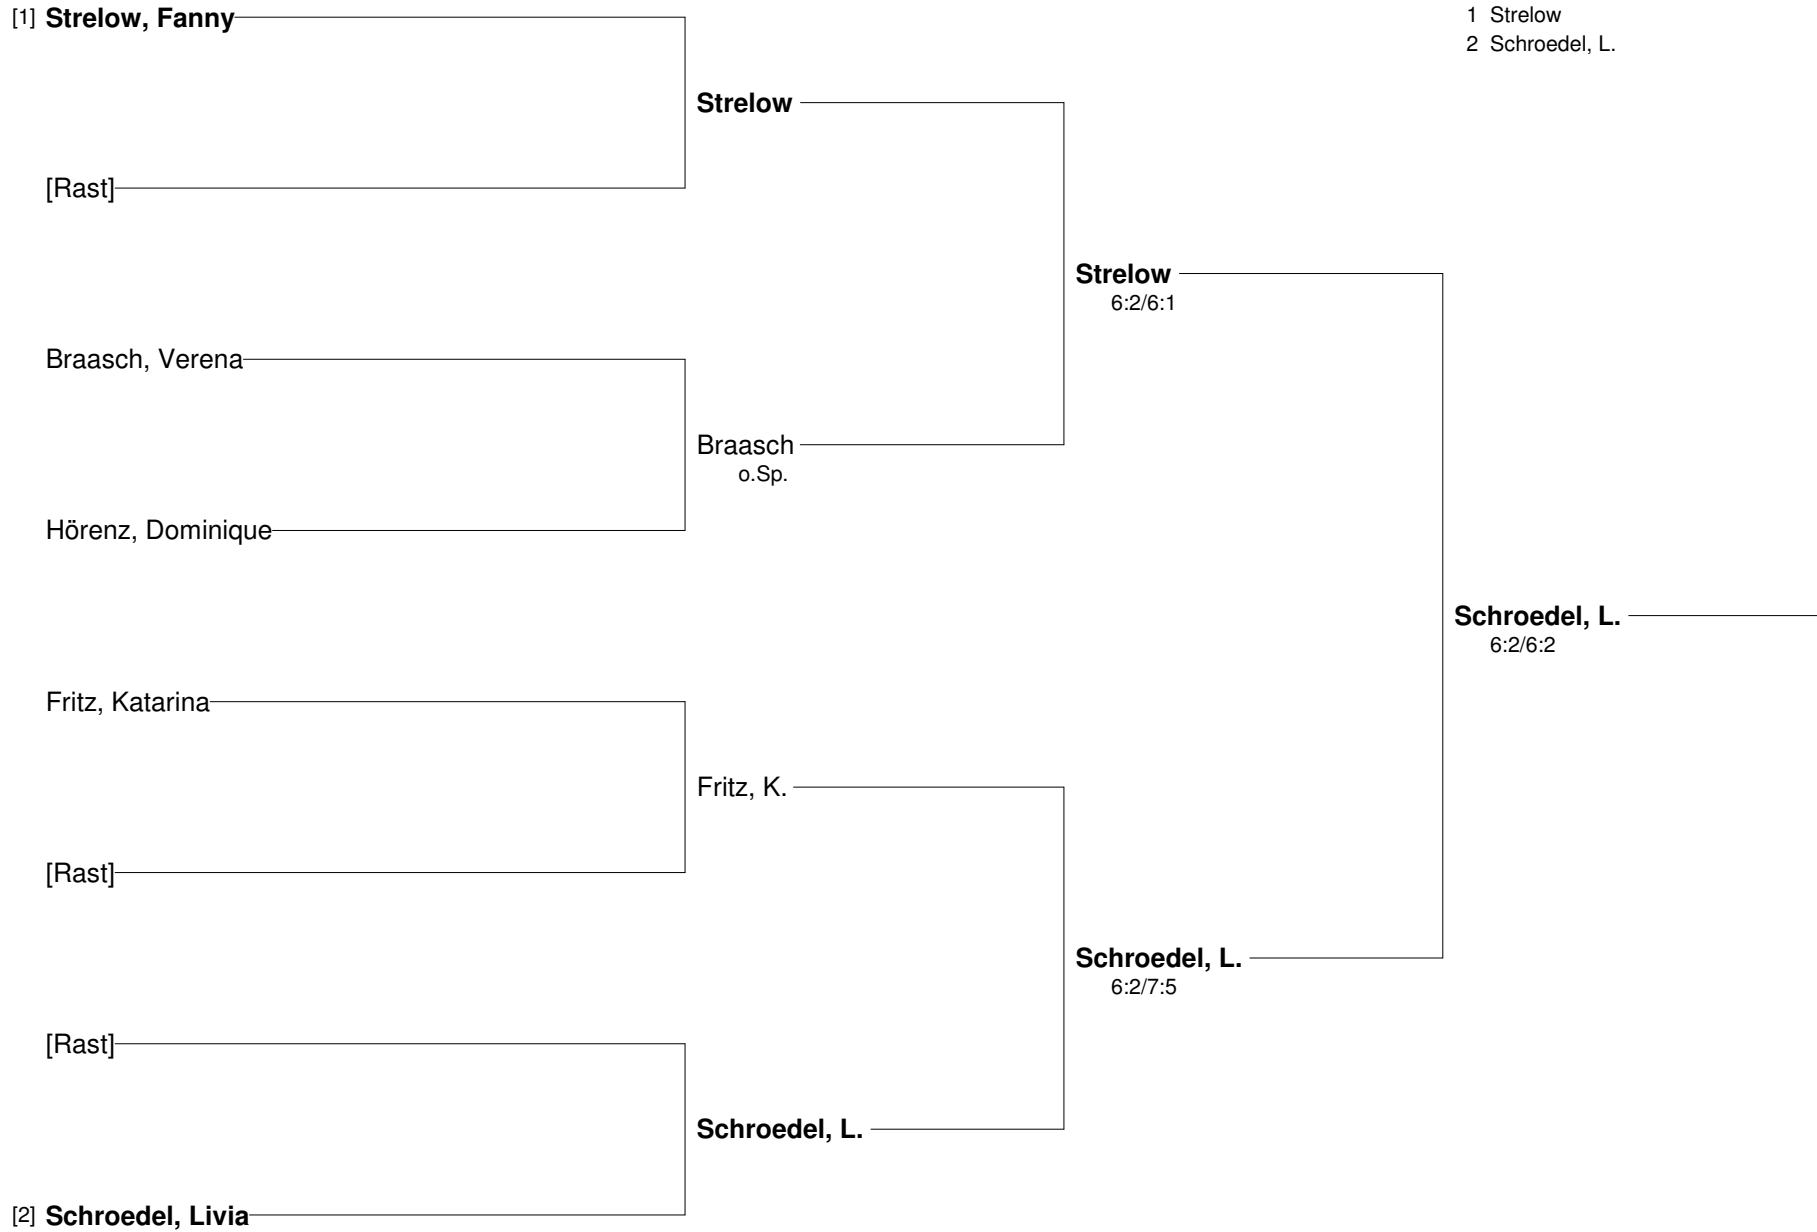 [1] Strelow, Fanny
1 Strelow
2 Schroedel, L.
Strelow
[Rast]
Strelow
6:2/6:1
Braasch, Verena
Braasch
o.Sp.
Hörenz, Dominique
Schroedel, L.
6:2/6:2
Fritz, Katarina
Fritz, K.
[Rast]
Schroedel, L.
6:2/7:5
[Rast]
Schroedel, L.
[2] Schroedel, Livia